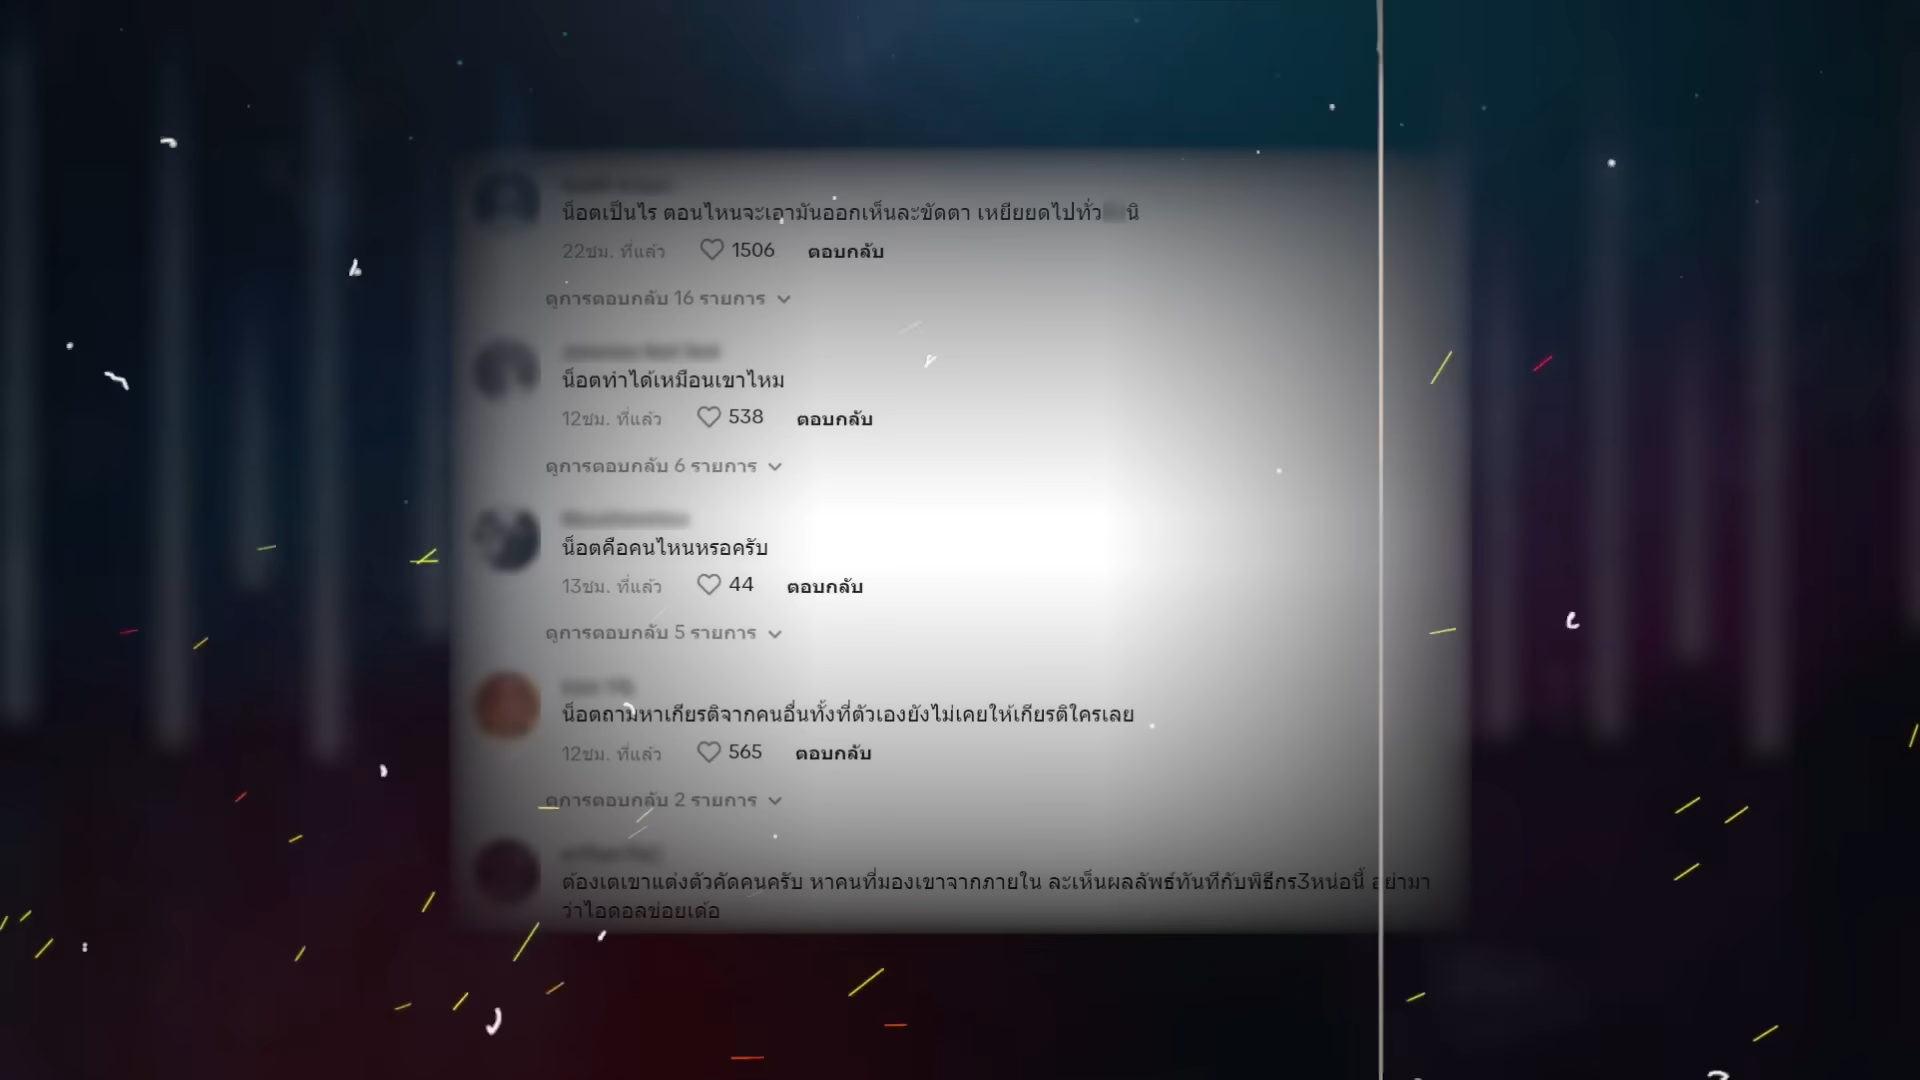 น็อตเป็นไร ตอนไหนจะเอามันออกเห็นละขัดตา เหยียยดไปทั่ว นิ
22ชม. ที่แล้ว 1506 ตอบกลับ
ดูการตอบกลับ 16 รายการ
น็อตทำได้เหมือนเขาไหม
12ชม. ที่แล้ว 538 ตอบกลับ
ดูการตอบกลับ 6 รายการ
น็อตคือคนไหนหรอครับ
13ชม. ที่แล้ว 44 ตอบกลับ
ดูการตอบกลับ 5 รายการ
น็อตถามหาเกียรติจากคนอื่นทั้งที่ตัวเองยังไม่เคยให้เกียรติใครเลย
12ชม. ที่แล้ว 565 ตอบกลับ
ดูการตอบกลับ 2 รายการ
ต้องเตเขาแต่งตัวคัดคนครับ หาคนที่มองเขาจากภายใน ละเห็นผลลัพธ์ทันทีกับพิธีกร3หน่อนี้ อย่ามา
ว่าไอดอลข่อยเด้อ